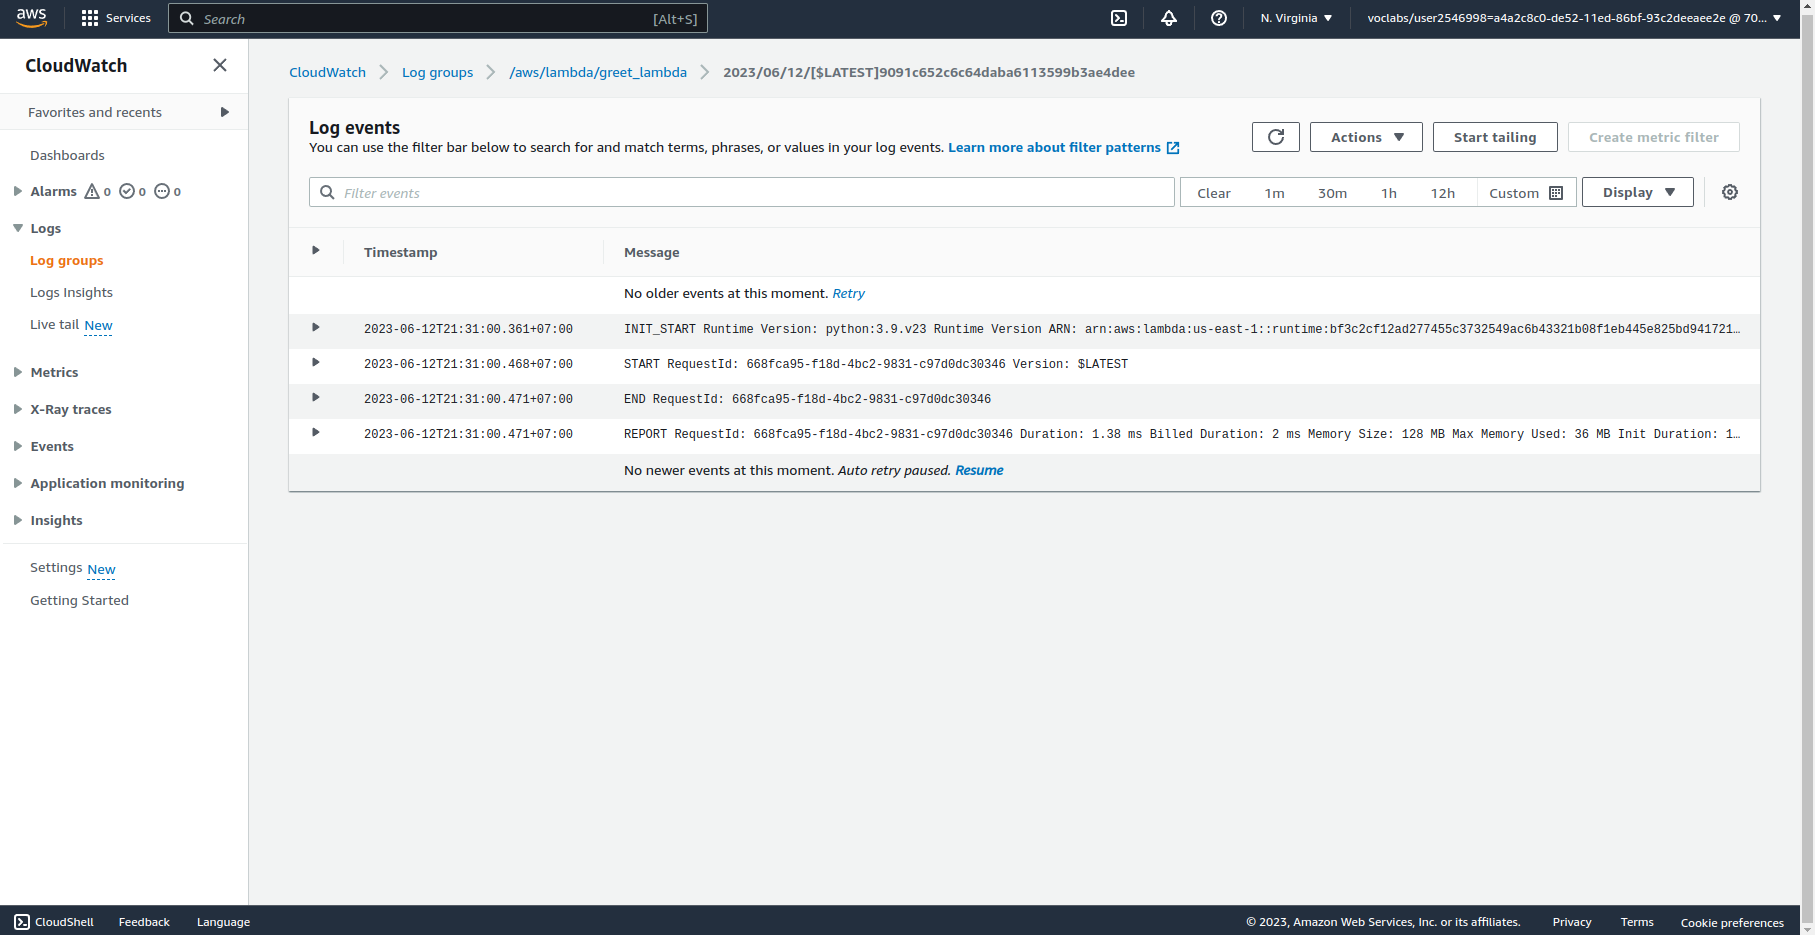 aws Services Search [Alt+S] N. Virginia voclabs/user2546998=a4a2c8c0-de52-11ed-86bf-93c2deeaee2e @ 70...
CloudWatch
Favorites and recents
Dashboards
Alarms 0 0 0
Logs
Log groups
Logs Insights
Live tail New
Metrics
X-Ray traces
Events
Application monitoring
Insights
Settings New
Getting Started
CloudWatch Log groups /aws/lambda/greet_lambda 2023/06/12/[$LATEST]9091c652c6c64daba6113599b3ae4dee
Log events
You can use the filter bar below to search for and match terms, phrases, or values in your log events. Learn more about filter patterns
Actions Start tailing Create metric filter
Filter events Clear 1m 30m 1h 12h Custom Display
Timestamp Message
No older events at this moment. Retry
2023-06-12T21:31:00.361+07:00 INIT_START Runtime Version: python:3.9.v23 Runtime Version ARN: arn:aws:lambda:us-east-1::runtime:bf3c2cf12ad277455c3732549ac6b43321b08f1eb445e825bd941721…
2023-06-12T21:31:00.468+07:00 START RequestId: 668fca95-f18d-4bc2-9831-c97d0dc30346 Version: $LATEST
2023-06-12T21:31:00.471+07:00 END RequestId: 668fca95-f18d-4bc2-9831-c97d0dc30346
2023-06-12T21:31:00.471+07:00 REPORT RequestId: 668fca95-f18d-4bc2-9831-c97d0dc30346 Duration: 1.38 ms Billed Duration: 2 ms Memory Size: 128 MB Max Memory Used: 36 MB Init Duration: 1…
No newer events at this moment. Auto retry paused. Resume
CloudShell Feedback Language © 2023, Amazon Web Services, Inc. or its affiliates. Privacy Terms Cookie preferences